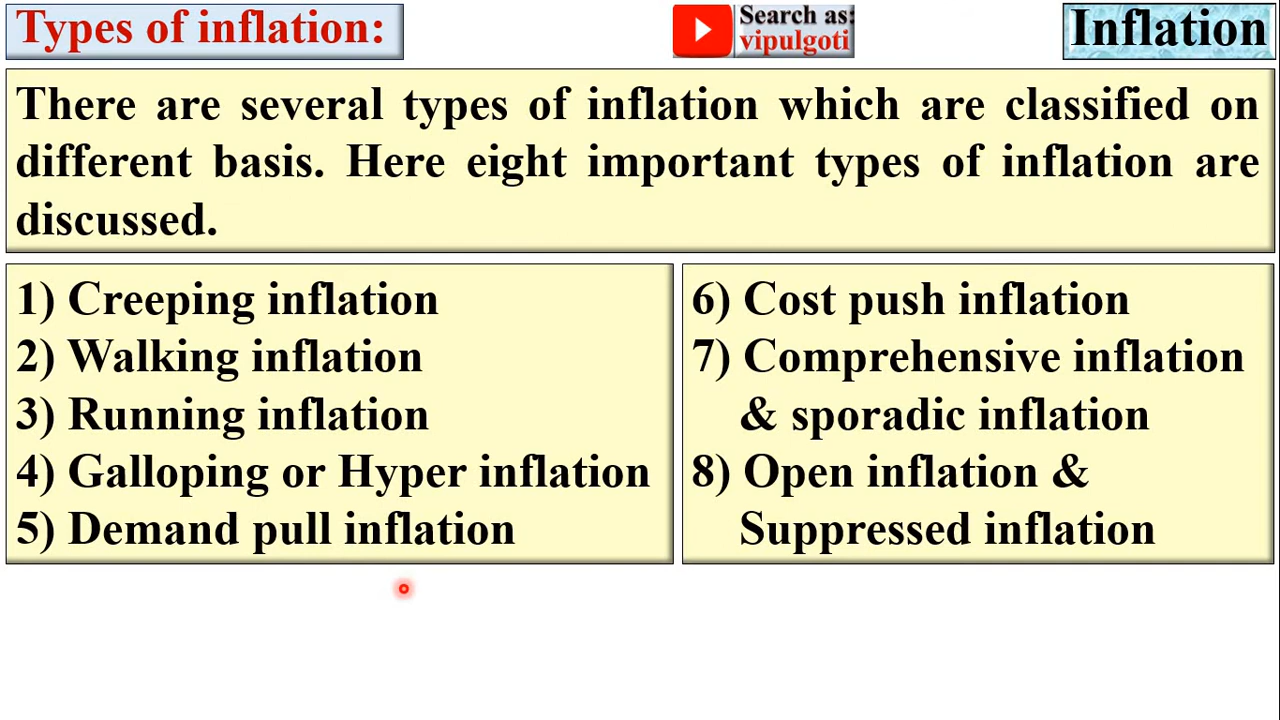 Types of inflation:
Search as:
vipulgoti
Inflation
There are several types of inflation which are classified on
different basis. Here eight important types of inflation are
discussed.
1) Creeping inflation
2) Walking inflation
3) Running inflation
4) Galloping or Hyper inflation
5) Demand pull inflation
6) Cost push inflation
7) Comprehensive inflation
& sporadic inflation
8) Open inflation &
Suppressed inflation